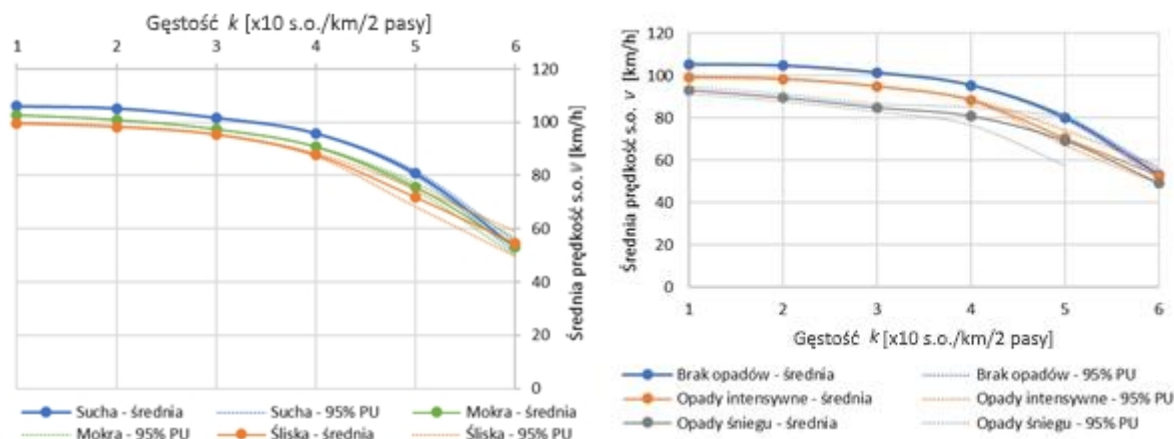 Gęstość k [x10 s.o./km/2 pasy]
1 2 3 4 5 6
120
100
80
60
40
20
0
Średnia prędkość s.o. v [km/h]
Sucha - średnia
Sucha - 95% PU
Mokra - średnia
Mokra - 95% PU
Śliska - średnia
Śliska - 95% PU
Średnia prędkość s.o. v [km/h]
120
100
80
60
40
20
0
1 2 3 4 5 6
Gęstość k [x10 s.o./km/2 pasy]
Brak opadów - średnia
Brak opadów - 95% PU
Opady intensywne - średnia
Opady intensywne - 95% PU
Opady śniegu - średnia
Opady śniegu - 95% PU